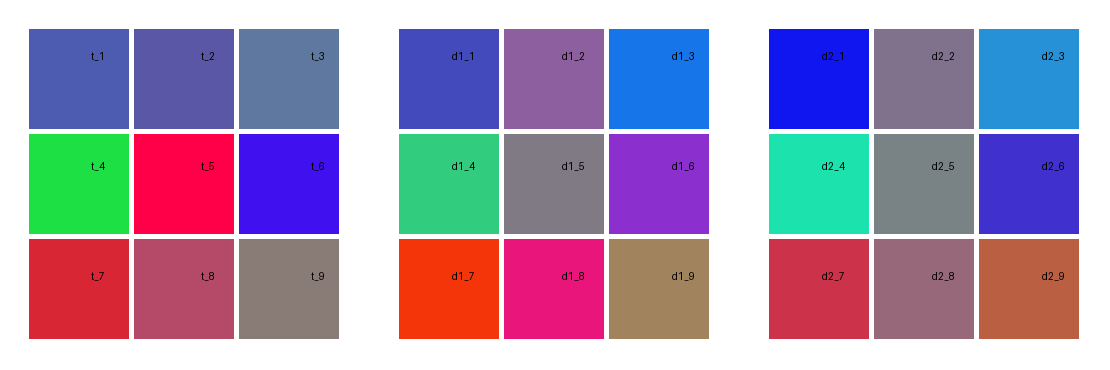 t_1 t_2 t_3 d1_1 d1_2 d1_3 d2_1 d2_2 d2_3
t_4 t_5 t_6 d1_4 d1_5 d1_6 d2_4 d2_5 d2_6
t_7 t_8 t_9 d1_7 d1_8 d1_9 d2_7 d2_8 d2_9